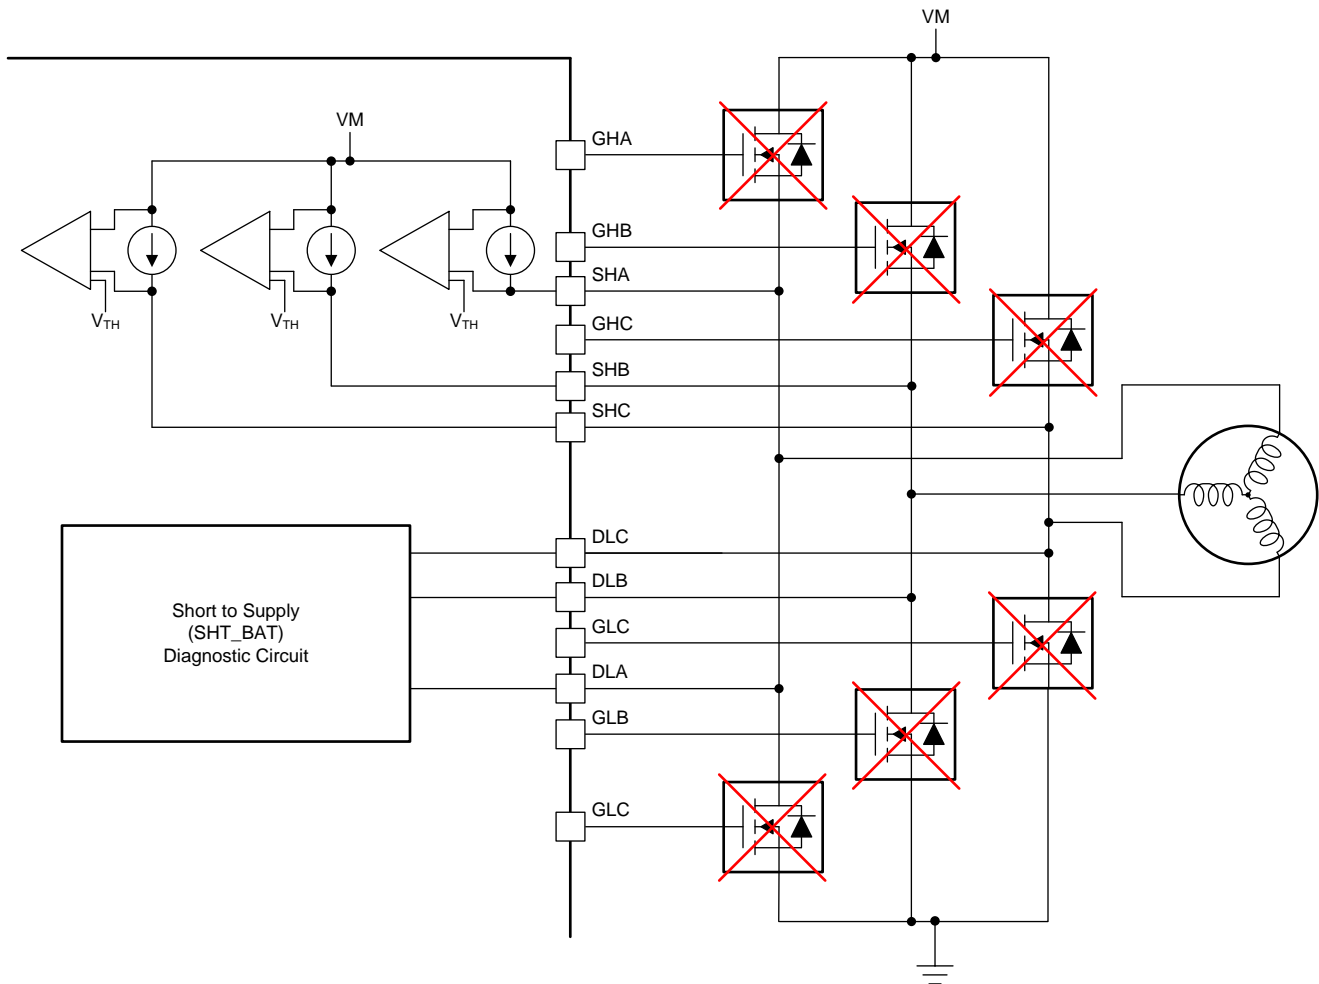 VM
VM
GHA
GHB
SHA
GHC
VTH
VTH
VTH
SHB
SHC
DLC
DLB
Short to Supply
(SHT_BAT)
Diagnostic Circuit
GLC
DLA
GLB
GLC